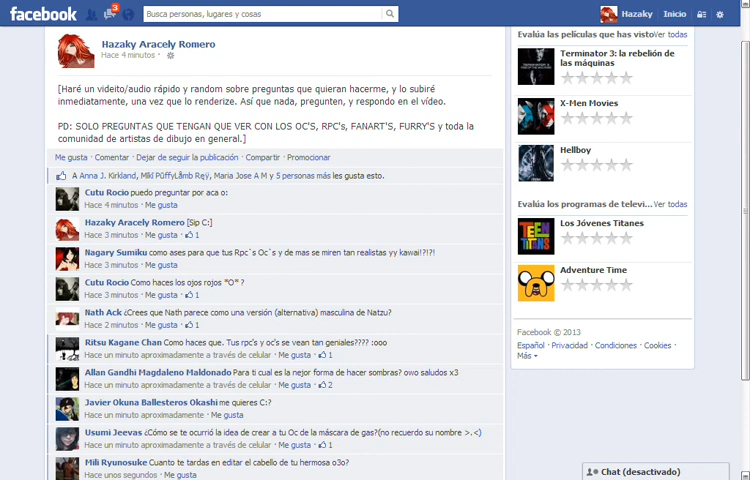 facebook
3
Busca personas, lugares y cosas
Hazaky
Inicio
Hazaky Aracely Romero
Hace 4 minutos ·
[Haré un videito/audio rápido y random sobre preguntas que quieran hacerme, y lo subiré
inmediatamente, una vez que lo renderize. Así que nada, pregunten, y respondo en el vídeo.
PD: SOLO PREGUNTAS QUE TENGAN QUE VER CON LOS OC'S, RPC's, FANART'S, FURRY'S y toda la
comunidad de artistas de dibujo en general.]
Me gusta · Comentar · Dejar de seguir la publicación · Compartir · Promocionar
A Anna J. Kirkland, Mikí PüffyLåmb Ręÿ, Maria Jose A M y 5 personas más les gusta esto.
Cutu Rocio puedo preguntar por aca o:
Hace 4 minutos · Me gusta
Hazaky Aracely Romero [Sip C:]
Hace 3 minutos · Me gusta · 1
Nagary Sumiku como ases para que tus Rpc´s Oc´s y de mas se miren tan realistas yy kawai!?!?!
Hace 3 minutos · Me gusta
Cutu Rocio Como haces los ojos rojos *O* ?
Hace 3 minutos · Me gusta · 1
Nath Ack ¿Crees que Nath parece como una versión (alternativa) masculina de Natzu?
Hace 2 minutos · Me gusta · 1
Ritsu Kagane Chan Como haces que. Tus rpc's y oc's se vean tan geniales???? :ooo
Hace un minuto aproximadamente a través de celular · Me gusta · 1
Allan Gandhi Magdaleno Maldonado Para ti cual es la nejor forma de hacer sombras? owo saludos x3
Hace un minuto aproximadamente a través de celular · Me gusta · 2
Javier Okuna Ballesteros Okashi me quieres C:?
Hace un minuto aproximadamente · Me gusta
Usumi Jeevas ¿Cómo se te ocurrió la idea de crear a tu Oc de la máscara de gas?(no recuerdo su nombre >.<)
Hace un minuto aproximadamente a través de celular · Me gusta · 1
Mili Ryunosuke Cuanto te tardas en editar el cabello de tu hermosa o3o?
Hace unos segundos · Me gusta
Evalúa las películas que has visto Ver todas
Terminator 3: la rebelión de
las máquinas
X-Men Movies
Hellboy
Evalúa los programas de televi... Ver todas
TEEN TITANS
Los Jóvenes Titanes
Adventure Time
Facebook © 2013
Español · Privacidad · Condiciones · Cookies ·
Más
Chat (desactivado)